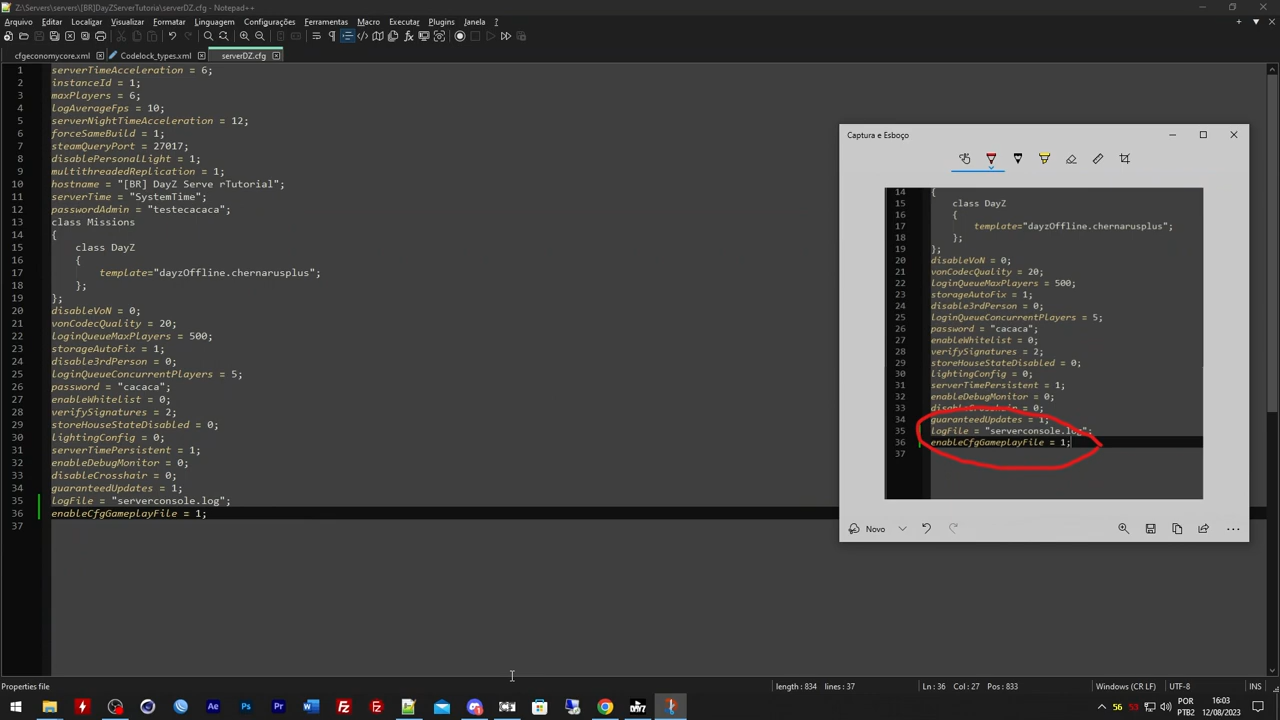 Z:\Servers\servers\[BR]DayZServerTutoria\serverDZ.cfg - Notepad++
Arquivo Editar Localizar Visualizar Formatar Linguagem Configurações Ferramentas Macro Executar Plugins Janela ?
cfgeconomycore.xml Codelock_types.xml serverDZ.cfg
1 serverTimeAcceleration = 6;
2 instanceId = 1;
3 maxPlayers = 6;
4 logAverageFps = 10;
5 serverNightTimeAcceleration = 12;
6 forceSameBuild = 1;
7 steamQueryPort = 27017;
8 disablePersonalLight = 1;
9 multithreadedReplication = 1;
10 hostname = "[BR] DayZ Serve rTutorial";
11 serverTime = "SystemTime";
12 passwordAdmin = "testecacaca";
13 class Missions
14 {
15 class DayZ
16 {
17 template="dayzOffline.chernarusplus";
18 };
19 };
20 disableVoN = 0;
21 vonCodecQuality = 20;
22 loginQueueMaxPlayers = 500;
23 storageAutoFix = 1;
24 disable3rdPerson = 0;
25 loginQueueConcurrentPlayers = 5;
26 password = "cacaca";
27 enableWhitelist = 0;
28 verifySignatures = 2;
29 storeHouseStateDisabled = 0;
30 lightingConfig = 0;
31 serverTimePersistent = 1;
32 enableDebugMonitor = 0;
33 disableCrosshair = 0;
34 guaranteedUpdates = 1;
35 logFile = "serverconsole.log";
36 enableCfgGameplayFile = 1;
37
Captura e Esboço
14 {
15 class DayZ
16 {
17 template="dayzOffline.chernarusplus";
18 };
19 };
20 disableVoN = 0;
21 vonCodecQuality = 20;
22 loginQueueMaxPlayers = 500;
23 storageAutoFix = 1;
24 disable3rdPerson = 0;
25 loginQueueConcurrentPlayers = 5;
26 password = "cacaca";
27 enableWhitelist = 0;
28 verifySignatures = 2;
29 storeHouseStateDisabled = 0;
30 lightingConfig = 0;
31 serverTimePersistent = 1;
32 enableDebugMonitor = 0;
33 disableCrosshair = 0;
34 guaranteedUpdates = 1;
35 logFile = "serverconsole.log";
36 enableCfgGameplayFile = 1;
37
Novo
Properties file length : 834 lines : 37 Ln : 36 Col : 27 Pos : 833 Windows (CR LF) UTF-8 INS
56 53 POR 16:03
PTB2 12/08/2023